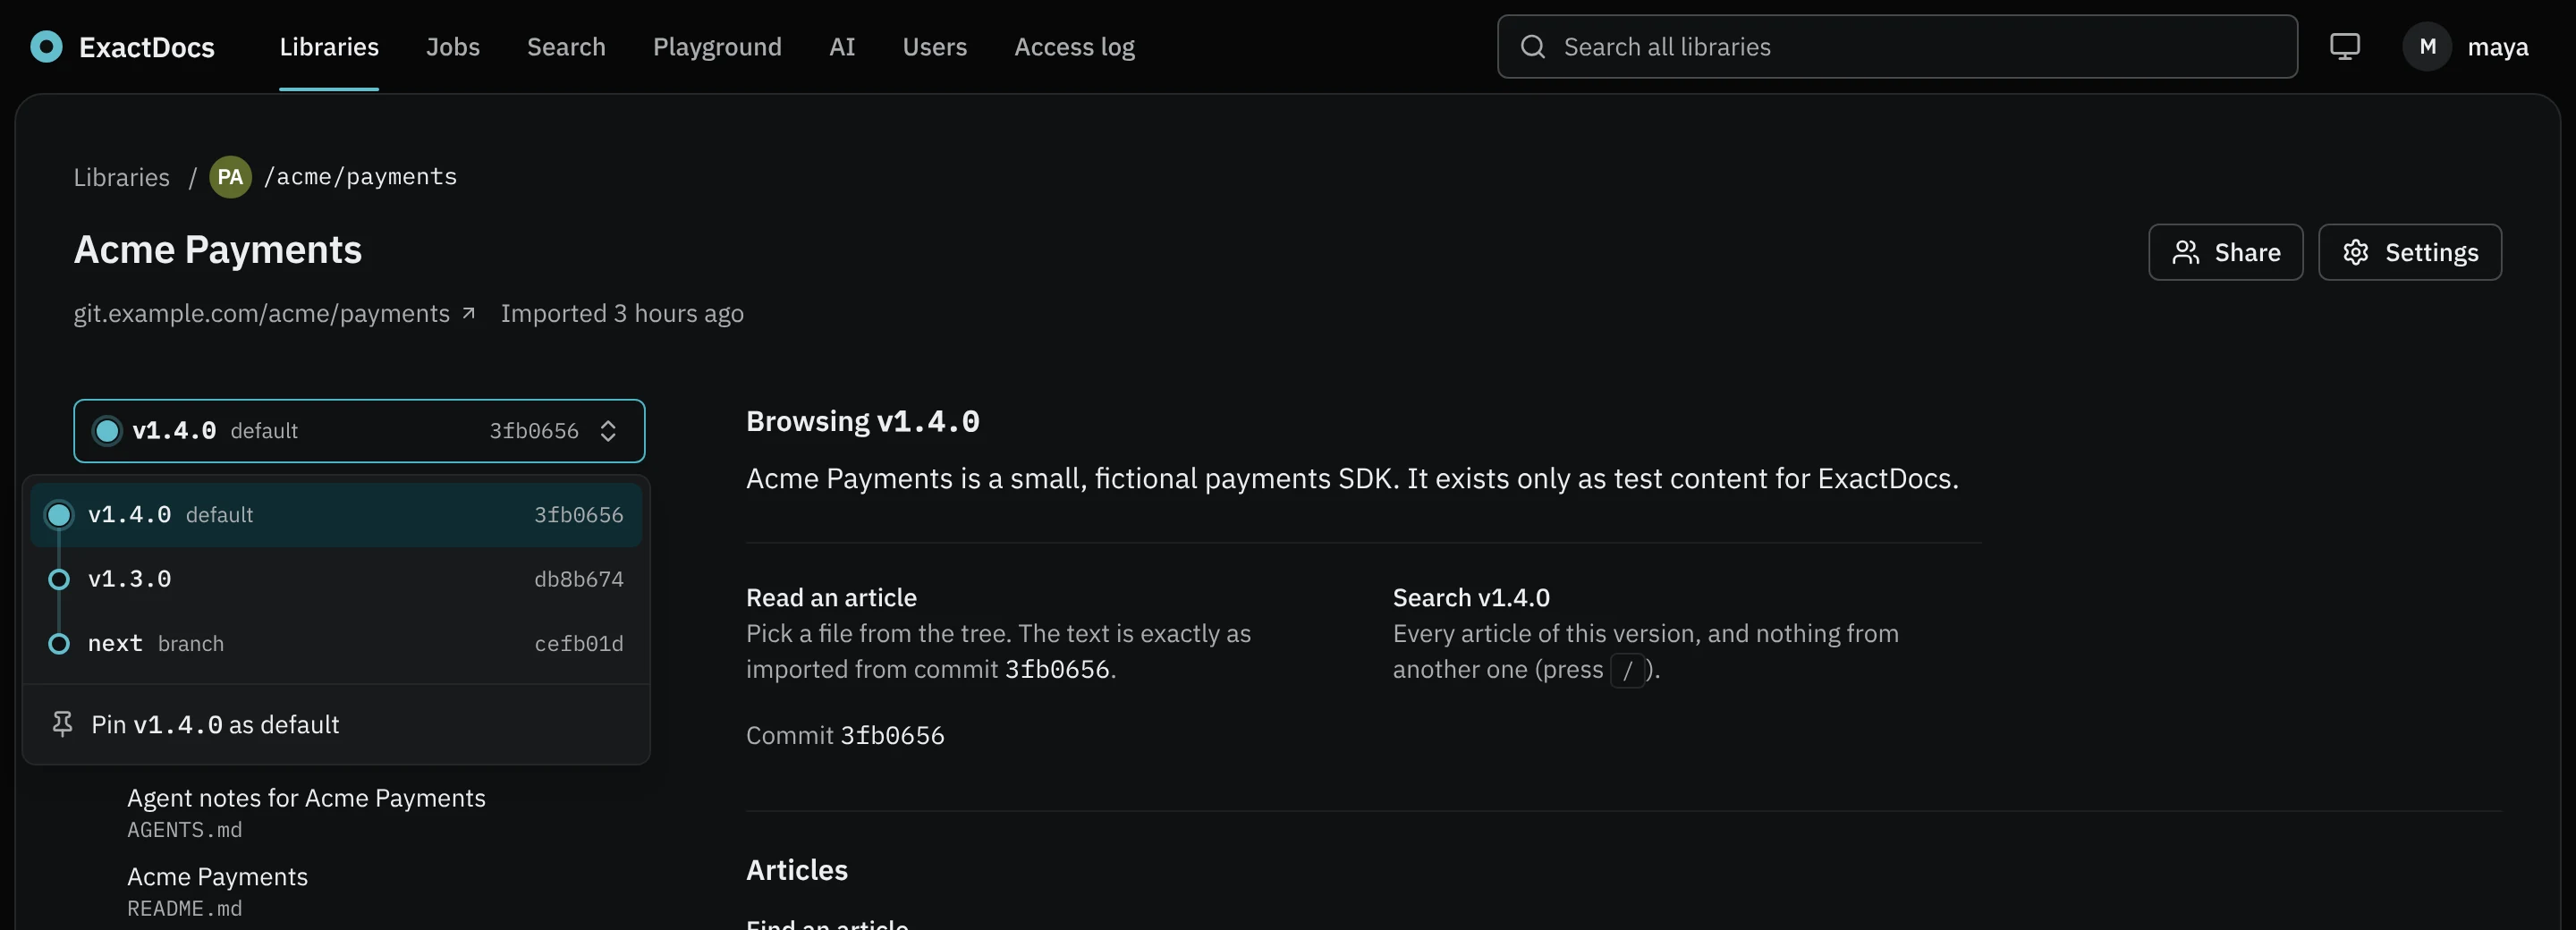 ExactDocs Libraries Jobs Search Playground AI Users Access log Search all libraries M maya
Libraries / PA /acme/payments
Acme Payments
Share Settings
git.example.com/acme/payments ↗ Imported 3 hours ago
v1.4.0 default 3fb0656
v1.4.0 default 3fb0656
v1.3.0 db8b674
next branch cefb01d
Pin v1.4.0 as default
Agent notes for Acme Payments
AGENTS.md
Acme Payments
README.md
Browsing v1.4.0
Acme Payments is a small, fictional payments SDK. It exists only as test content for ExactDocs.
Read an article
Pick a file from the tree. The text is exactly as
imported from commit 3fb0656.
Search v1.4.0
Every article of this version, and nothing from
another one (press / ).
Commit 3fb0656
Articles
Find an article